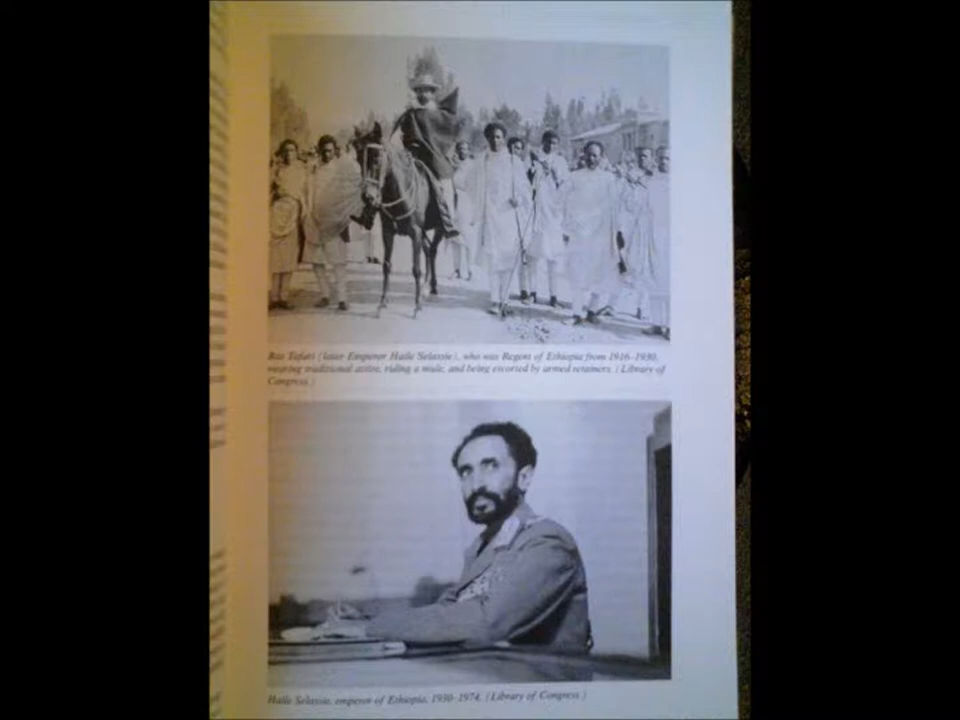 Ras Tafari (later Emperor Haile Selassie), who was Regent of Ethiopia from 1916–1930,
wearing traditional attire, riding a mule, and being escorted by armed retainers. (Library of
Congress.)
Haile Selassie, emperor of Ethiopia, 1930–1974. (Library of Congress.)